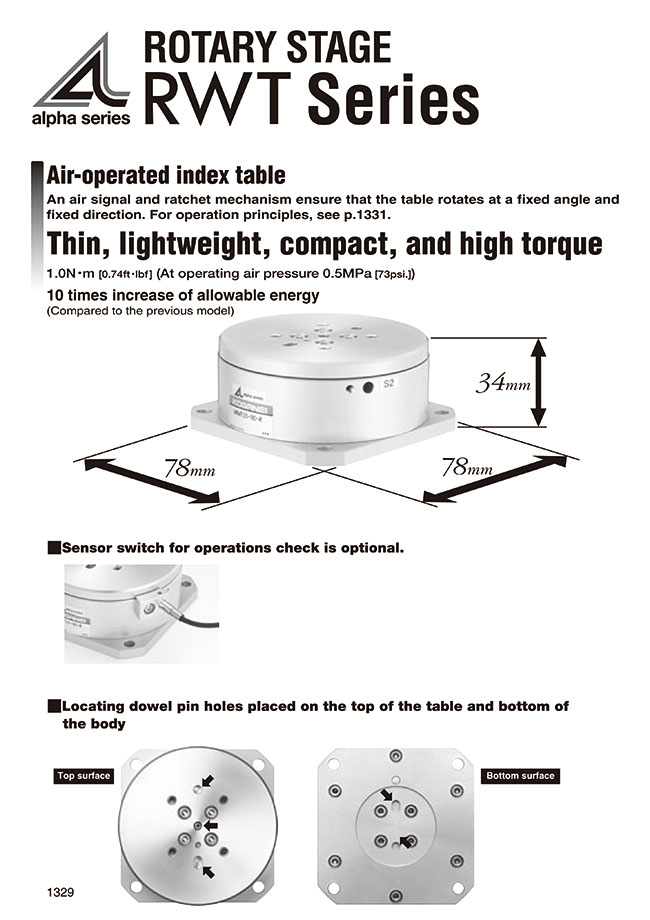 ROTARY STAGE
alpha series RWT Series
Air-operated index table
An air signal and ratchet mechanism ensure that the table rotates at a fixed angle and
fixed direction. For operation principles, see p.1331.
Thin, lightweight, compact, and high torque
1.0N・m [0.74ft・lbf] (At operating air pressure 0.5MPa [73psi.])
10 times increase of allowable energy
(Compared to the previous model)
alpha series
S2
34mm
78mm
78mm
■Sensor switch for operations check is optional.
■Locating dowel pin holes placed on the top of the table and bottom of
the body
Top surface
Bottom surface
1329